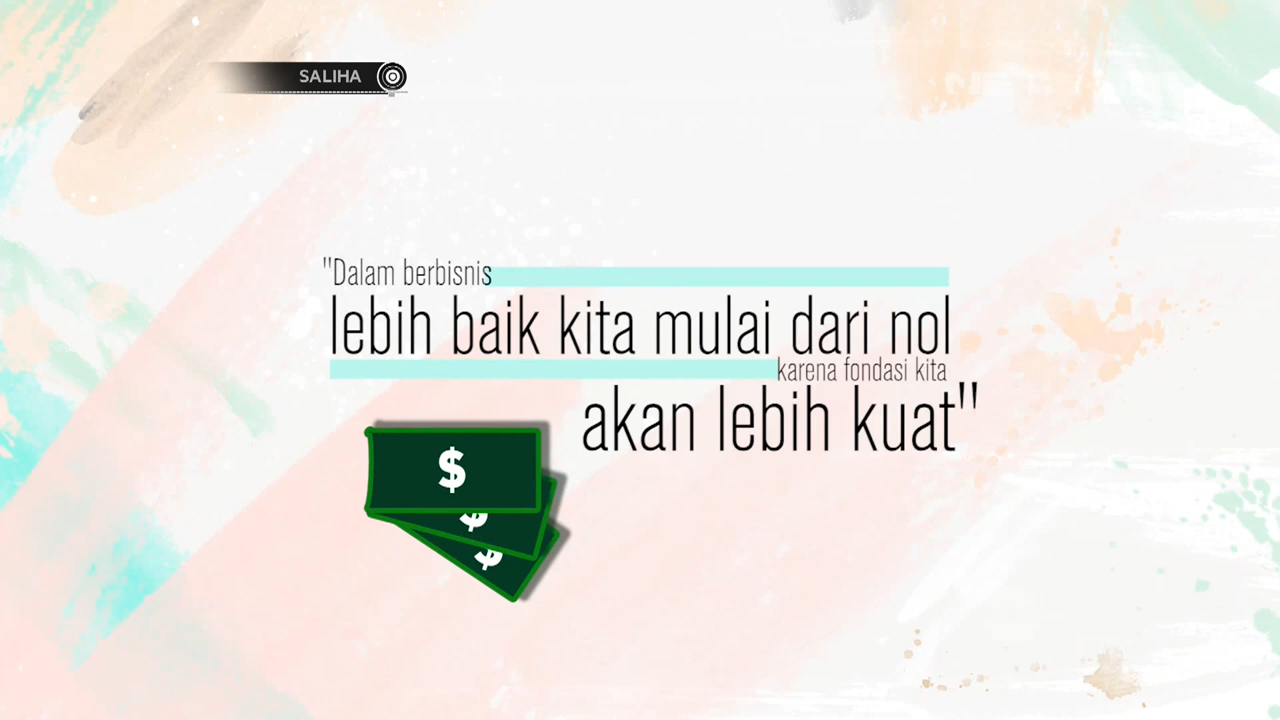 SALIHA
"Dalam berbisnis
lebih baik kita mulai dari nol
karena fondasi kita
akan lebih kuat"
$
$
$